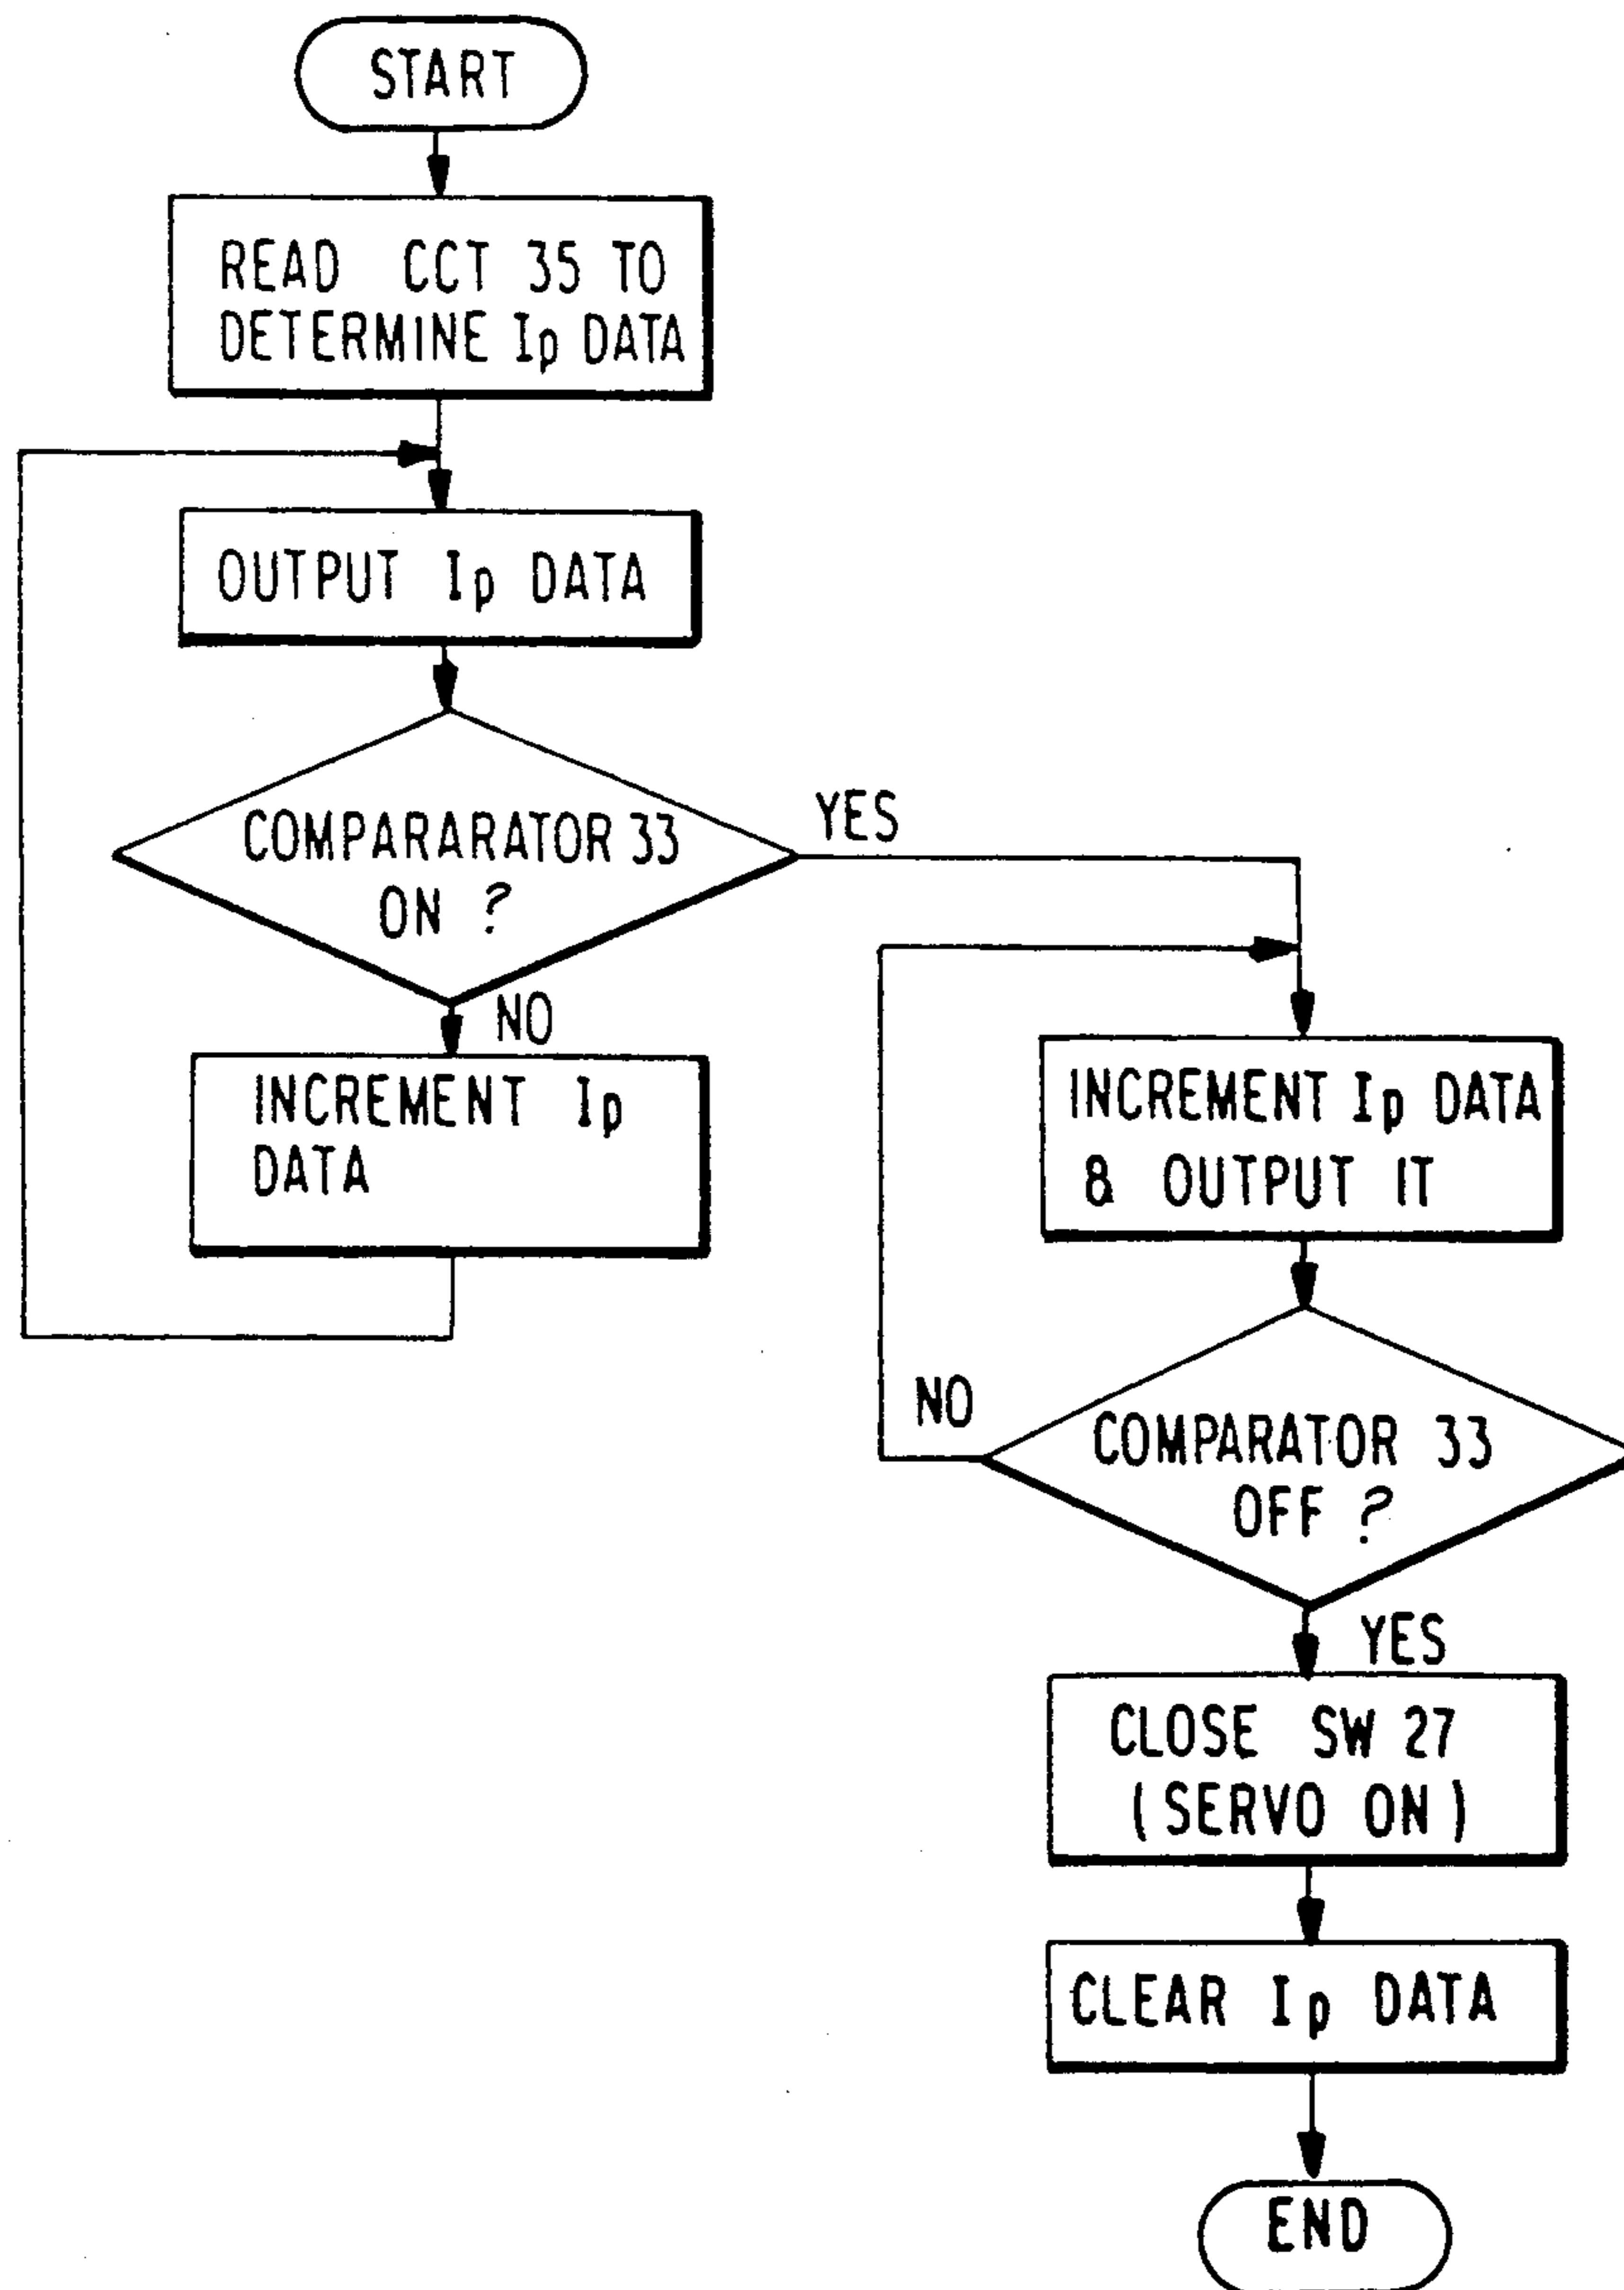 START
READ CCT 35 TO
DETERMINE Ip DATA
OUTPUT Ip DATA
COMPARARATOR 33
ON ?
YES
NO
INCREMENT Ip
DATA
INCREMENT Ip DATA
& OUTPUT IT
COMPARATOR 33
OFF ?
NO
YES
CLOSE SW 27
(SERVO ON)
CLEAR Ip DATA
END